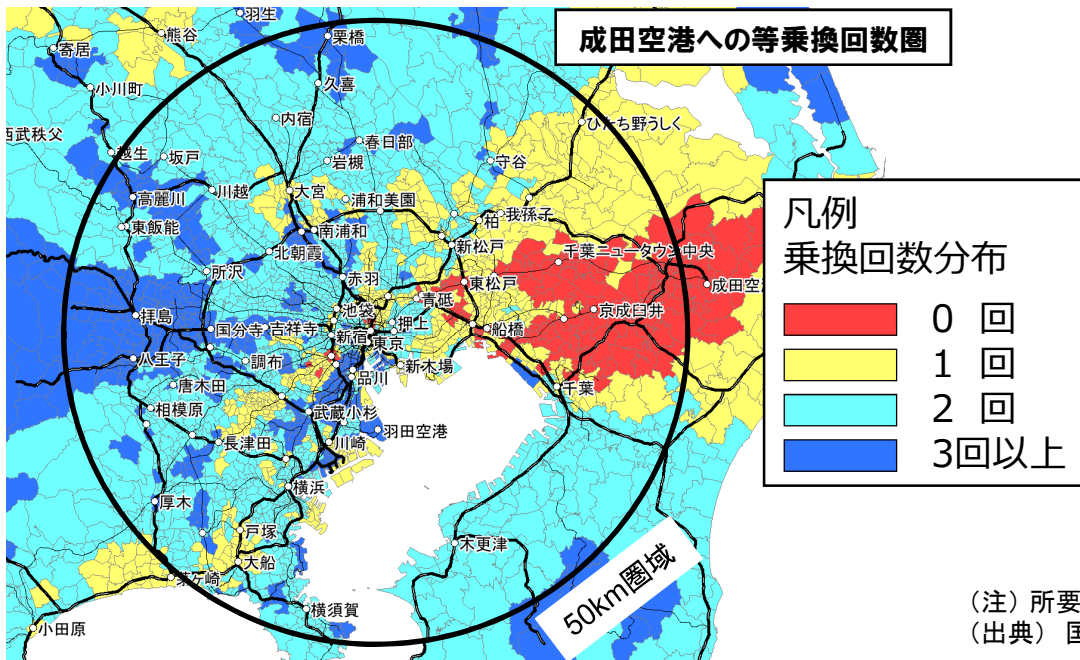 成田空港への等乗換回数圏
羽生
栗橋
熊谷
寄居
久喜
小川町
内宿
ひたち野うしく
西武秩父
越生
坂戸
春日部
岩槻
守谷
高麗川
川越
大宮
浦和美園
柏
我孫子
東飯能
南浦和
新松戸
北朝霞
千葉ニュータウン中央
所沢
赤羽
東松戸
成田空
池袋
青砥
京成臼井
拝島
国分寺
吉祥寺
押上
船橋
新宿
東京
八王子
調布
新木場
品川
唐木田
千葉
相模原
武蔵小杉
羽田空港
長津田
川崎
横浜
厚木
戸塚
木更津
大船
茅ヶ崎
横須賀
小田原
50km圏域
凡例
乗換回数分布
0 回
1 回
2 回
3回以上
(注) 所要
(出典) 国